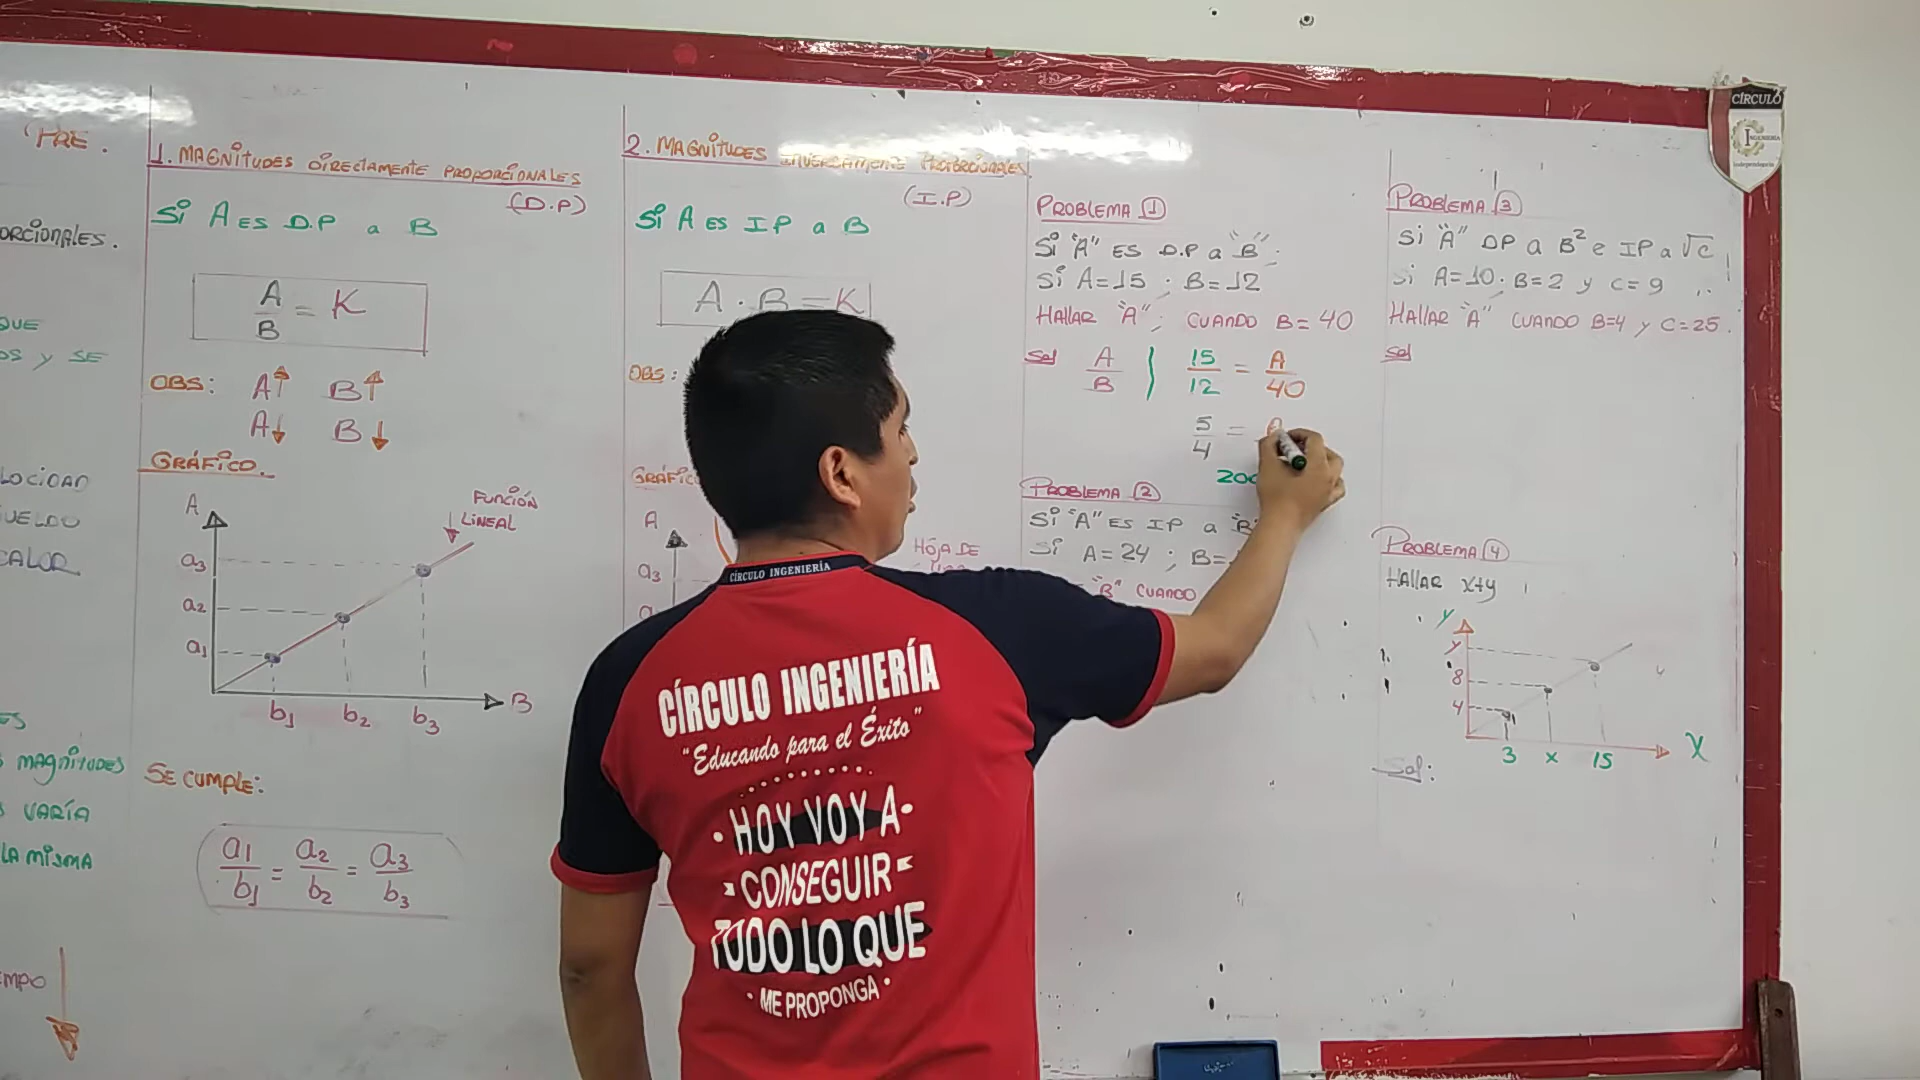 PRE.
ORCIONALES.
QUE
OS Y SE
LOCIDAD
UELDO
CALOR
ES
S MAGNITUDES
S VARÍA
LA MISMA
EMPO
1. MAGNITUDES DIRECTAMENTE PROPORCIONALES
(D.P)
Si A ES D.P a B
A/B = K
OBS: A↑ B↑
A↓ B↓
GRÁFICO.
A
FUNCIÓN
LINEAL
a3
a2
a1
b1 b2 b3 B
SE CUMPLE:
a1/b1 = a2/b2 = a3/b3
2. MAGNITUDES INVERSAMENTE PROPORCIONALES
(I.P)
Si A ES I.P a B
A · B = K
OBS:
GRÁFICO
A
HOJA DE
a3
PROBLEMA 1
Si "A" ES D.P a "B";
Si A=15 ; B=12
HALLAR "A"; CUANDO B=40
Sol A/B } 15/12 = A/40
5/4 = A
200
PROBLEMA 2
Si "A" ES IP a "B"
Si A=24 ; B=
"B" CUANDO
PROBLEMA 3
Si "A" DP a B² e IP a √C
Si A=10; B=2 y C=9
HALLAR "A" CUANDO B=4 y C=25.
Sol
PROBLEMA 4
HALLAR x+y
Y
y
8
4
3 x 15 X
Sol:
CÍRCULO
INGENIERÍA
Independencia
CÍRCULO INGENIERÍA
CÍRCULO INGENIERÍA
"Educando para el Éxito"
• HOY VOY A •
CONSEGUIR
TODO LO QUE
• ME PROPONGA •